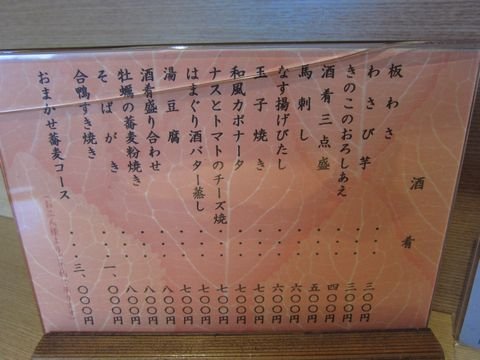 酒肴
板わさ・・・三〇〇円
わさび芋・・・三〇〇円
きのこのおろしあえ・・・四〇〇円
酒肴三点盛・・・五〇〇円
馬刺し・・・六〇〇円
なす揚げびたし・・・六〇〇円
玉子焼き・・・七〇〇円
和風カポナータ・・・七〇〇円
ナスとトマトのチーズ焼・・・七〇〇円
はまぐり酒バター蒸し・・・七〇〇円
湯豆腐・・・七〇〇円
酒肴盛り合わせ・・・八〇〇円
牡蠣の蕎麦粉焼き・・・八〇〇円
そばがき・・・八〇〇円
合鴨すき焼き・・・一、〇〇〇円
おまかせ蕎麦コース・・・三、〇〇〇円